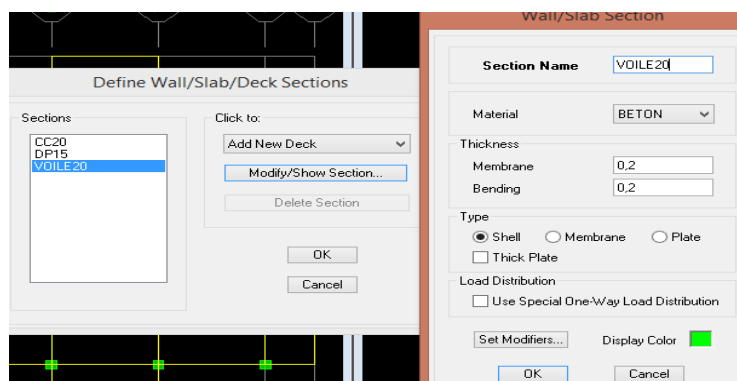 Define Wall/Slab/Deck Sections
Sections
CC20
DP15
VOILE20
Click to:
Add New Deck
Modify/Show Section...
Delete Section
OK
Cancel
Wall/Slab Section
Section Name VOILE20
Material BETON
Thickness
Membrane 0,2
Bending 0,2
Type
Shell Membrane Plate
Thick Plate
Load Distribution
Use Special One-Way Load Distribution
Set Modifiers... Display Color
OK Cancel